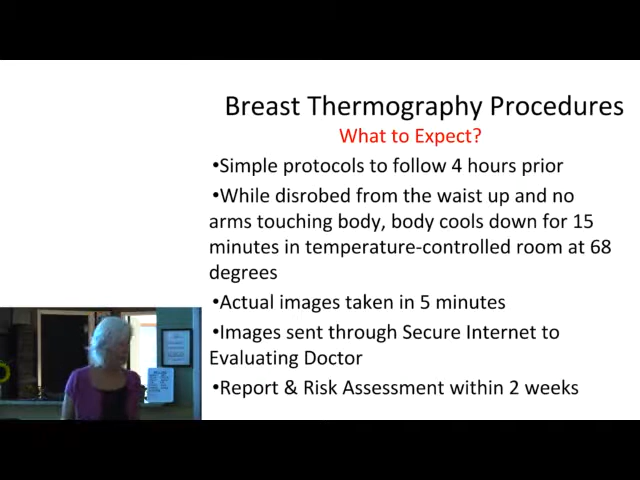 Breast Thermography Procedures
What to Expect?
•Simple protocols to follow 4 hours prior
•While disrobed from the waist up and no
arms touching body, body cools down for 15
minutes in temperature-controlled room at 68
degrees
•Actual images taken in 5 minutes
•Images sent through Secure Internet to
Evaluating Doctor
•Report & Risk Assessment within 2 weeks